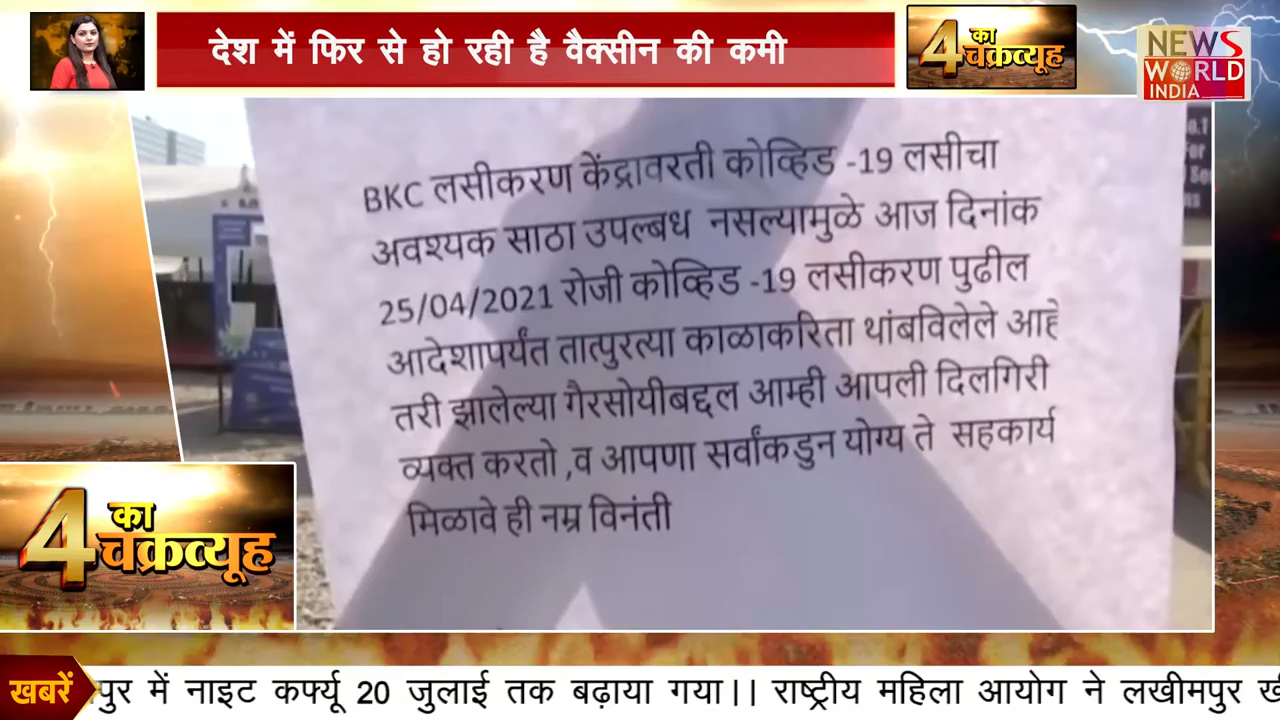 देश में फिर से हो रही है वैक्सीन की कमी
4 का
चक्रव्यूह
NEWS
WORLD
INDIA
BKC लसीकरण केंद्रावरती कोव्हिड -19 लसीचा
अवश्यक साठा उपल्बध नसल्यामुळे आज दिनांक
25/04/2021 रोजी कोव्हिड -19 लसीकरण पुढील
आदेशापर्यंत तात्पुरत्या काळाकरिता थांबविलेले आहे
तरी झालेल्या गैरसोयीबद्दल आम्ही आपली दिलगिरी
व्यक्त करतो ,व आपणा सर्वांकडुन योग्य ते सहकार्य
मिळावे ही नम्र विनंती
4 का
चक्रव्यूह
खबरें
पुर में नाइट कर्फ्यू 20 जुलाई तक बढ़ाया गया।। राष्ट्रीय महिला आयोग ने लखीमपुर